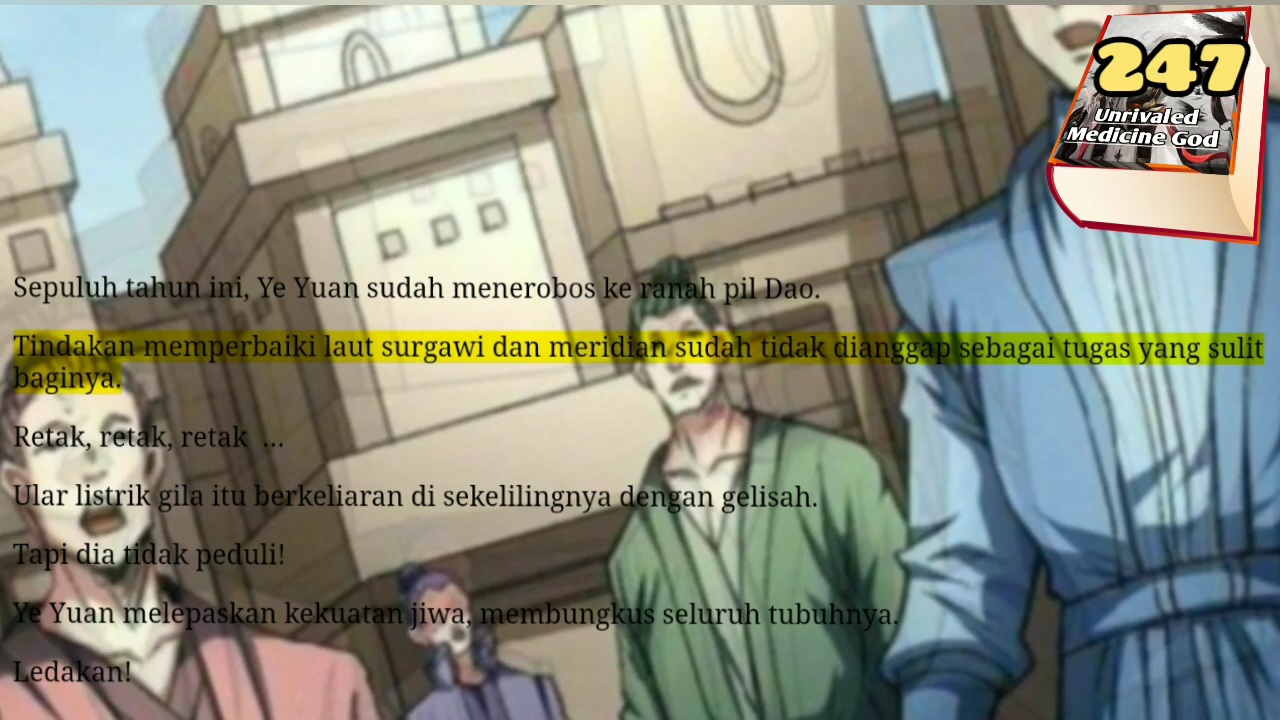 247
Unrivaled
Medicine God
Sepuluh tahun ini, Ye Yuan sudah menerobos ke ranah pil Dao.
Tindakan memperbaiki laut surgawi dan meridian sudah tidak dianggap sebagai tugas yang sulit
baginya.
Retak, retak, retak ...
Ular listrik gila itu berkeliaran di sekelilingnya dengan gelisah.
Tapi dia tidak peduli!
Ye Yuan melepaskan kekuatan jiwa, membungkus seluruh tubuhnya.
Ledakan!